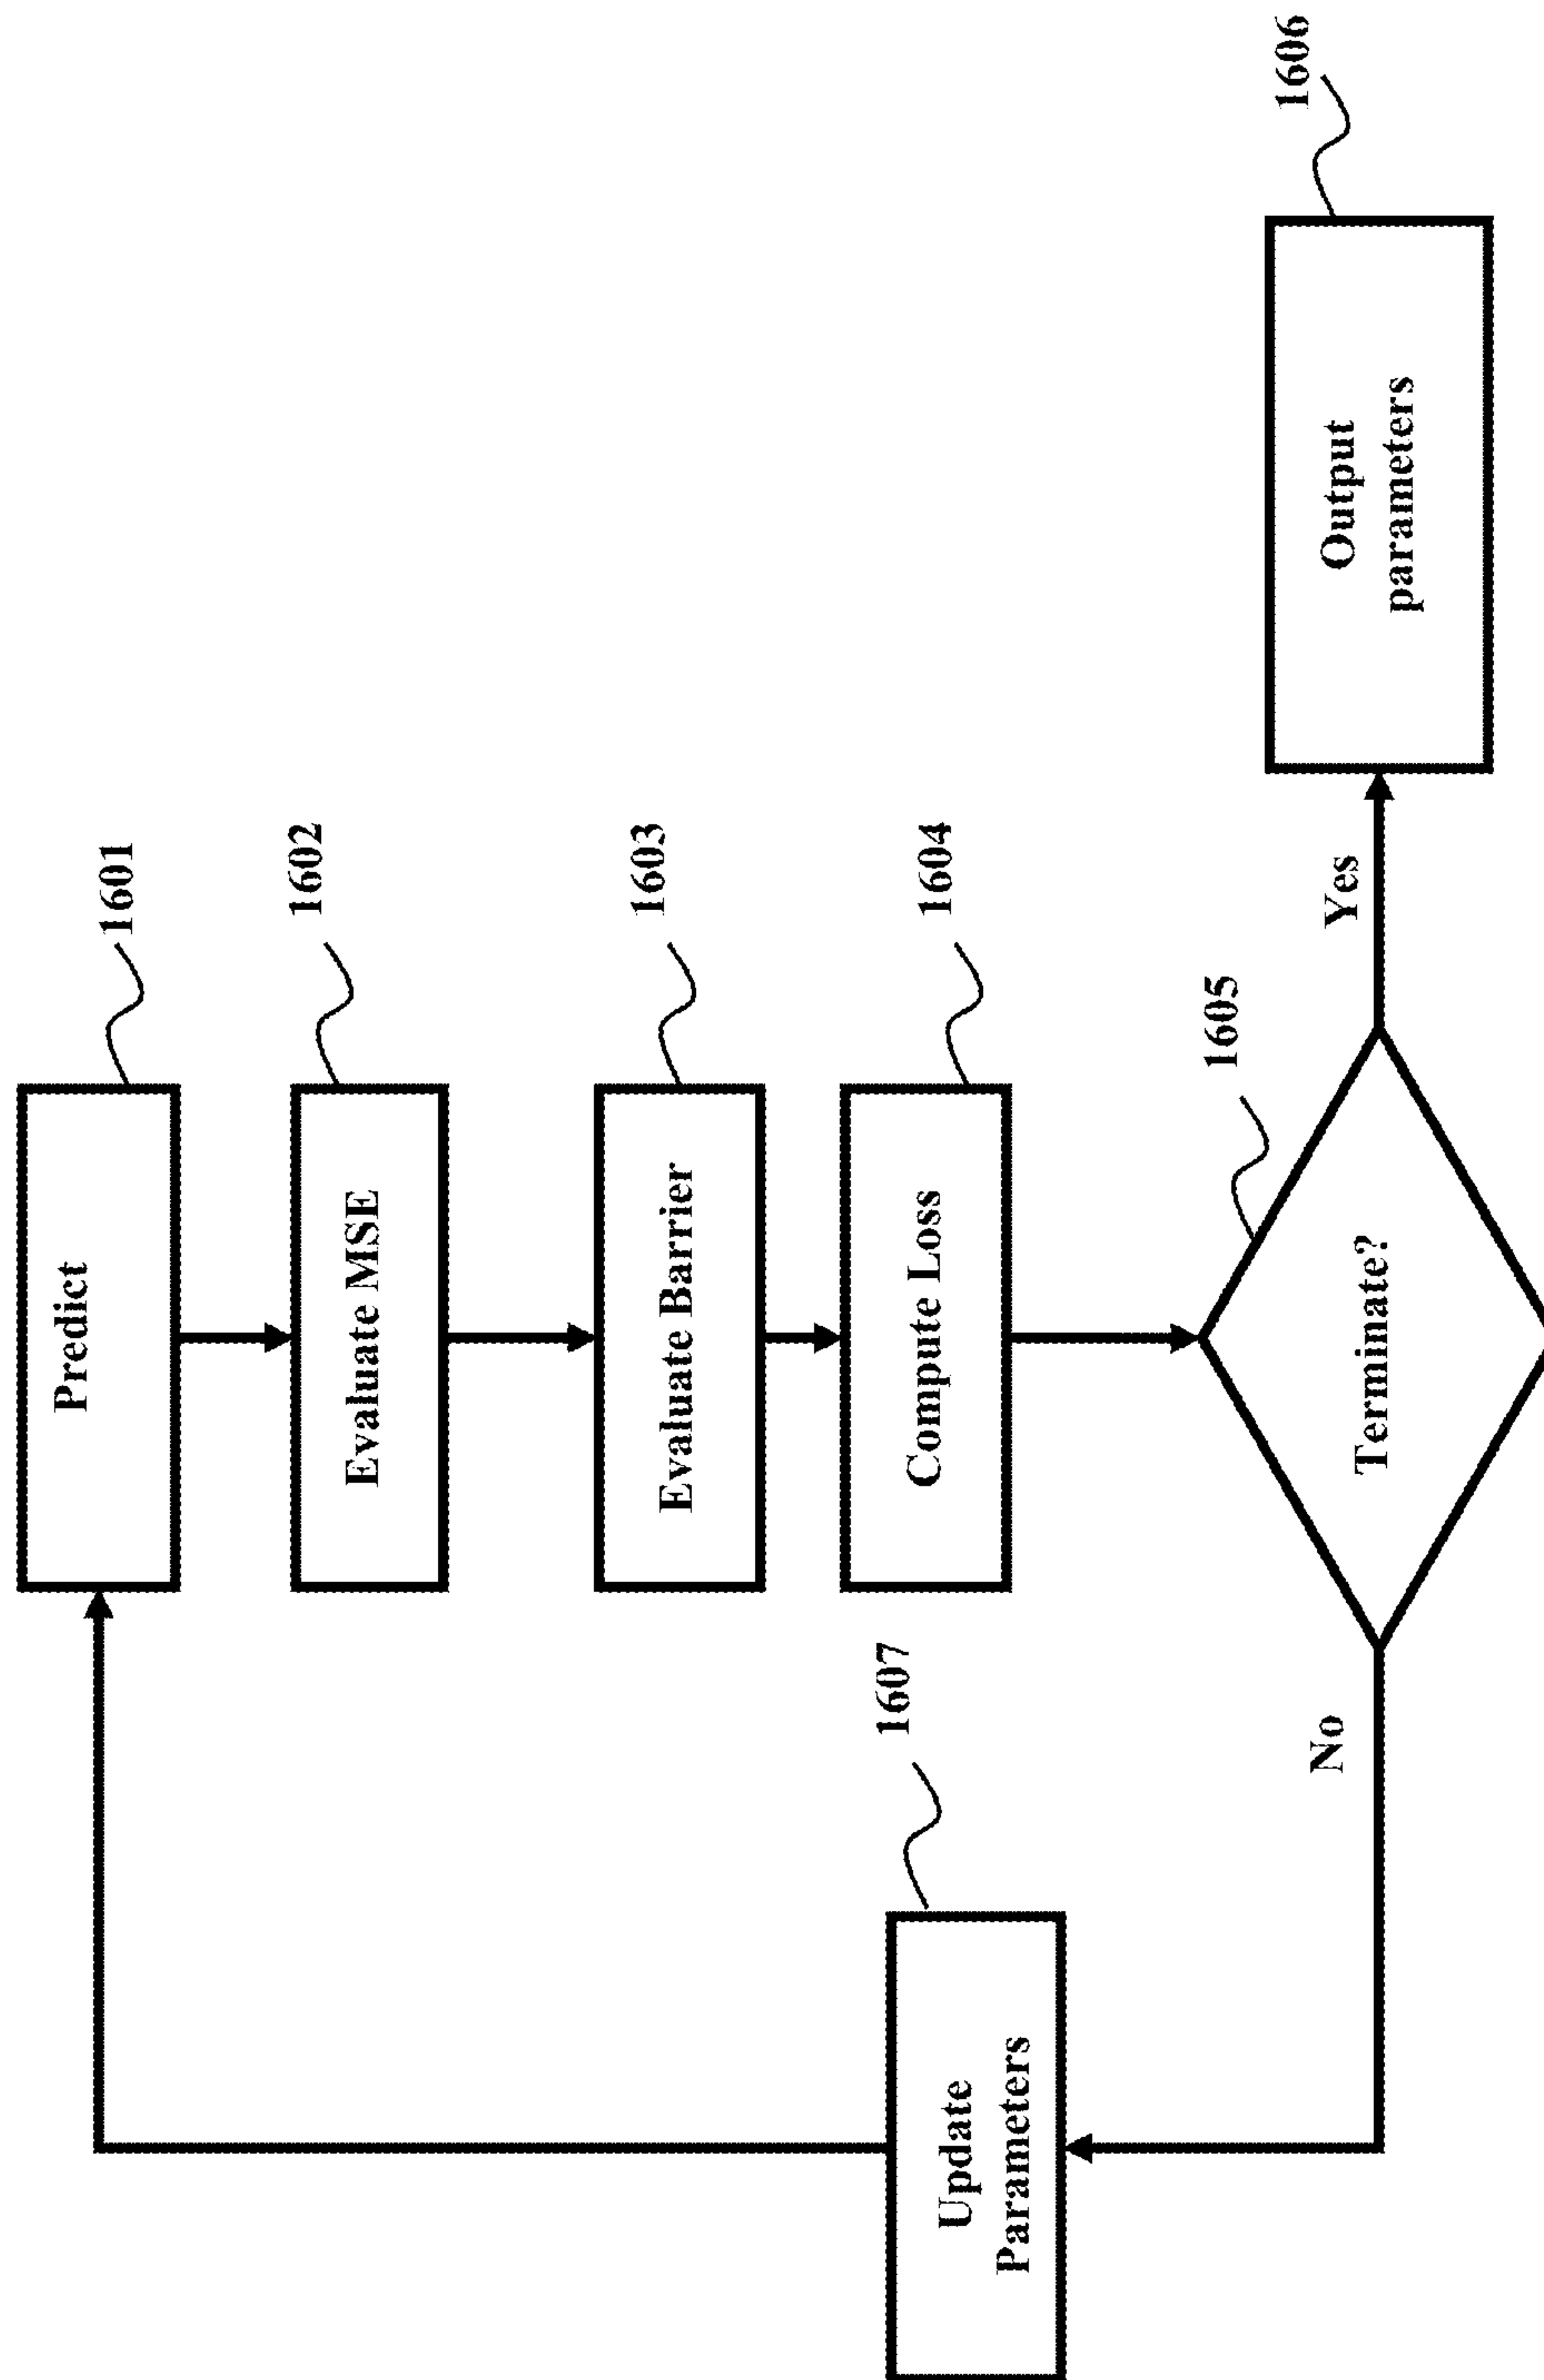 Predict
1601
Evaluate MSE
1602
Evaluate Barrier
1603
Compute Loss
1604
1607
Update
Parameters
1605
Terminate?
No
Yes
1606
Output
parameters